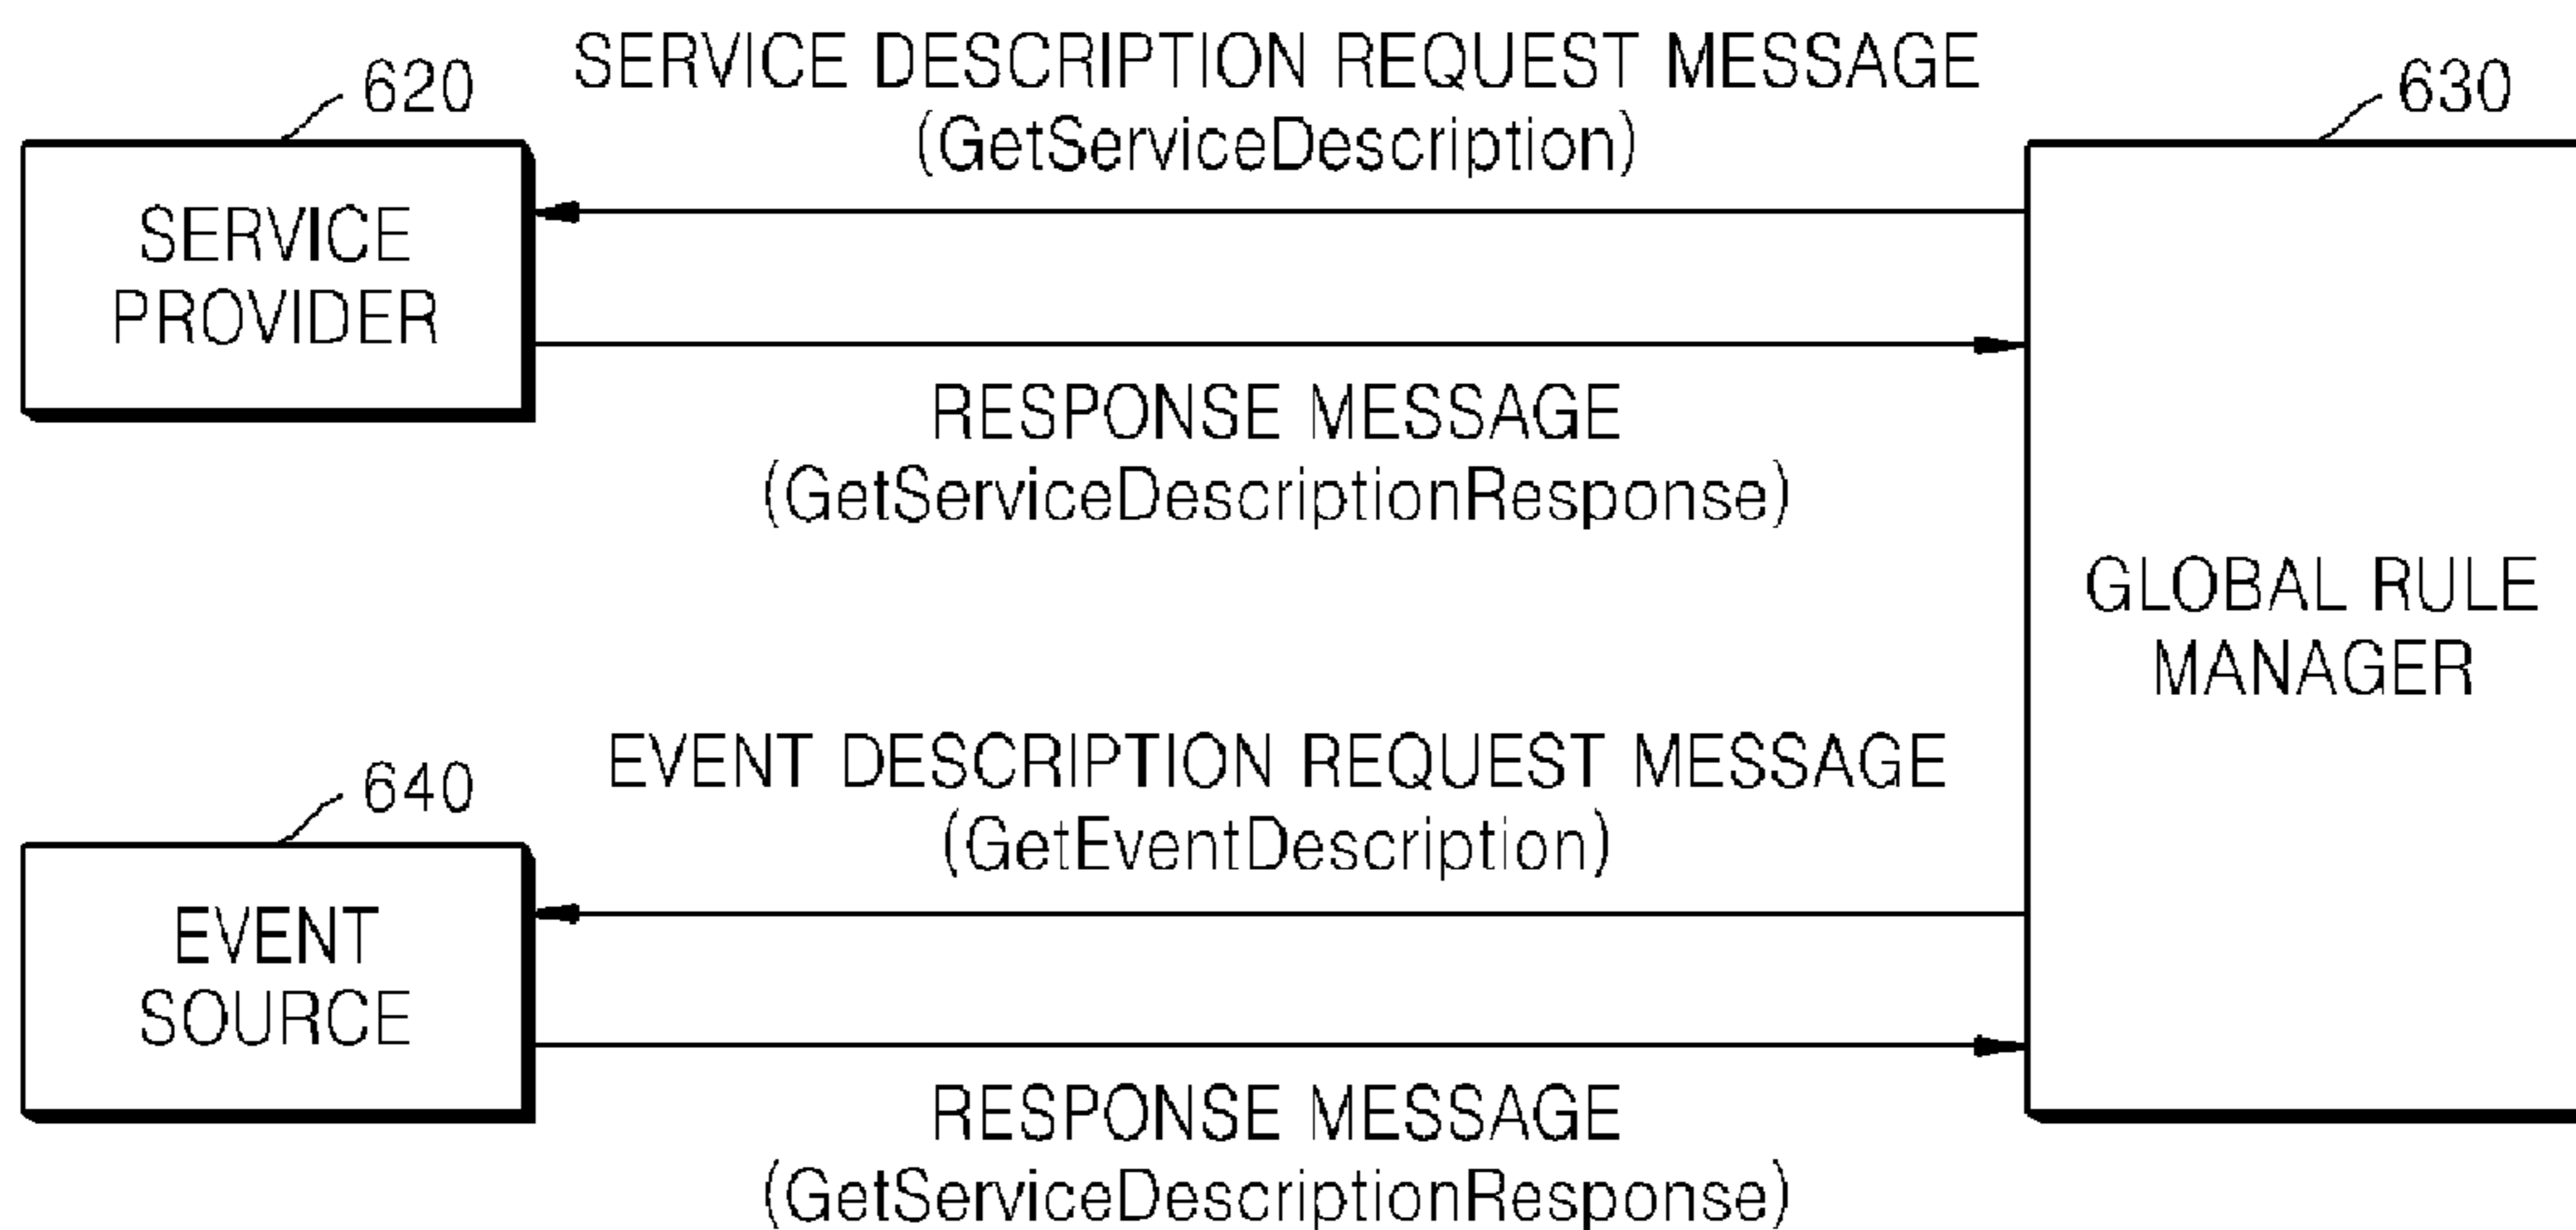 620
SERVICE DESCRIPTION REQUEST MESSAGE
(GetServiceDescription)
630
SERVICE
PROVIDER
RESPONSE MESSAGE
(GetServiceDescriptionResponse)
GLOBAL RULE
MANAGER
640
EVENT DESCRIPTION REQUEST MESSAGE
(GetEventDescription)
EVENT
SOURCE
RESPONSE MESSAGE
(GetServiceDescriptionResponse)